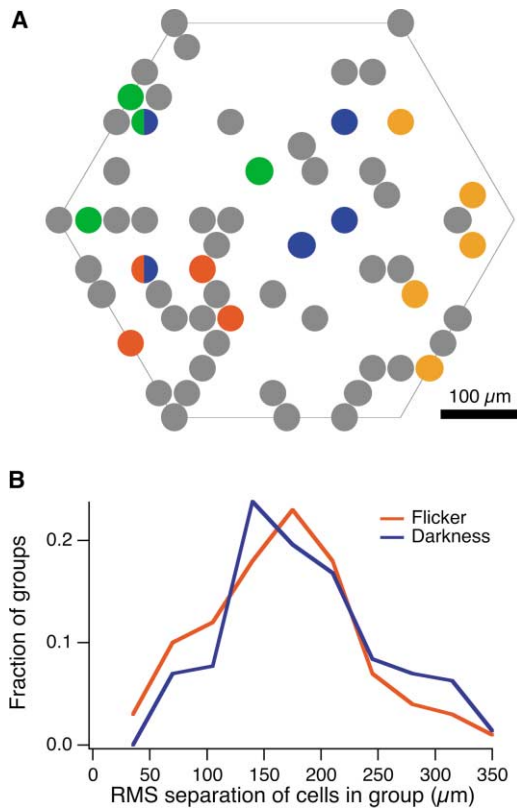 A
100 µm
B
Flicker
Darkness
Fraction of groups
0.2
0.1
0.0
0 50 100 150 200 250 300 350
RMS separation of cells in group (µm)